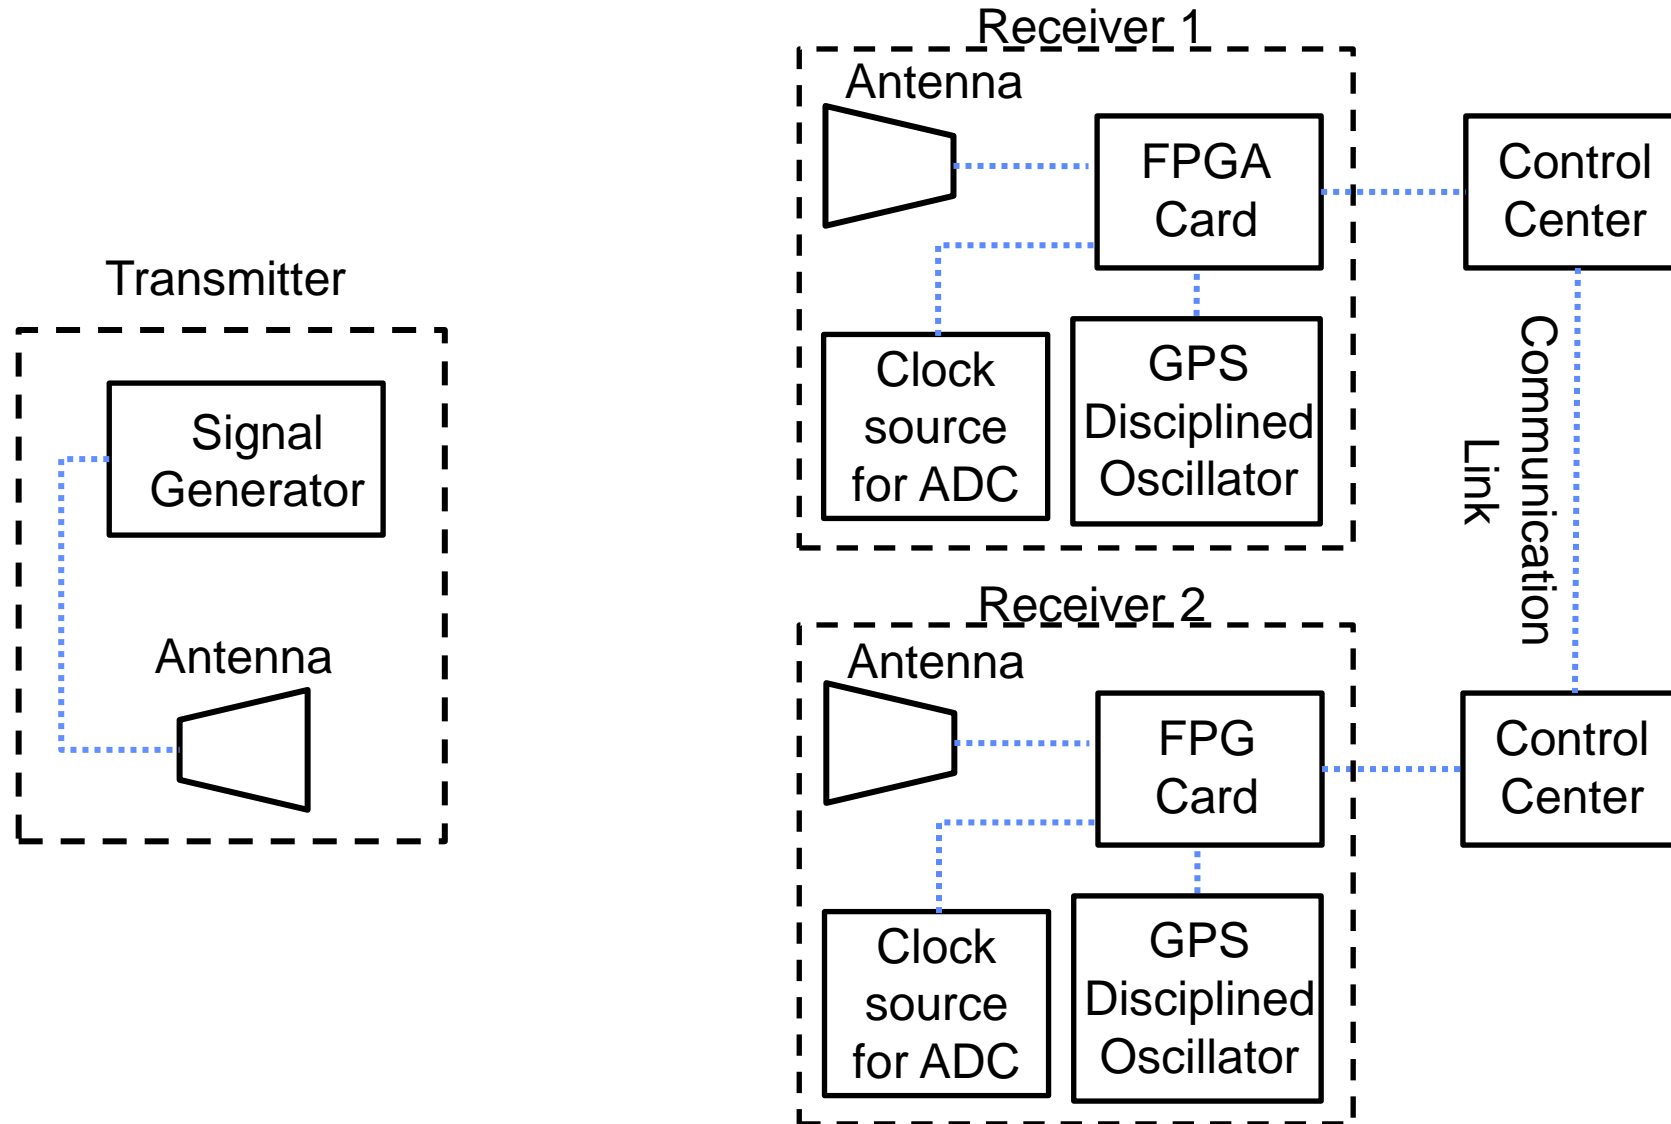 Transmitter
Signal
Generator
Antenna
Receiver 1
Antenna
FPGA
Card
Clock
source
for ADC
GPS
Disciplined
Oscillator
Control
Center
Communication
Link
Receiver 2
Antenna
FPG
Card
Clock
source
for ADC
GPS
Disciplined
Oscillator
Control
Center